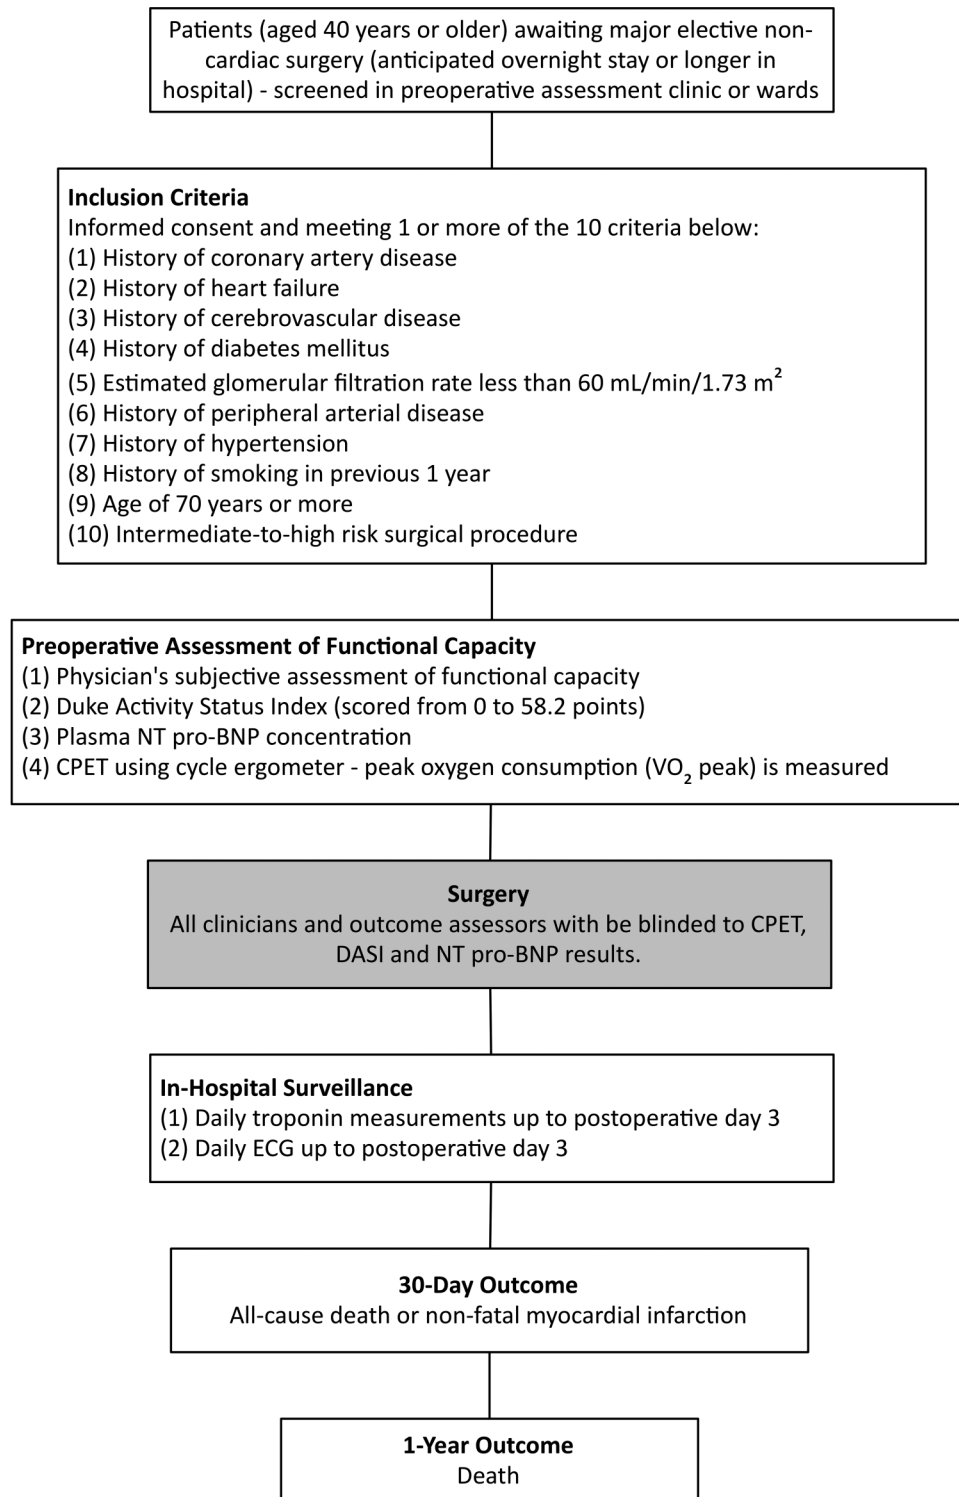 Patients (aged 40 years or older) awaiting major elective non-
cardiac surgery (anticipated overnight stay or longer in
hospital) - screened in preoperative assessment clinic or wards
Inclusion Criteria
Informed consent and meeting 1 or more of the 10 criteria below:
(1) History of coronary artery disease
(2) History of heart failure
(3) History of cerebrovascular disease
(4) History of diabetes mellitus
(5) Estimated glomerular filtration rate less than 60 mL/min/1.73 m²
(6) History of peripheral arterial disease
(7) History of hypertension
(8) History of smoking in previous 1 year
(9) Age of 70 years or more
(10) Intermediate-to-high risk surgical procedure
Preoperative Assessment of Functional Capacity
(1) Physician's subjective assessment of functional capacity
(2) Duke Activity Status Index (scored from 0 to 58.2 points)
(3) Plasma NT pro-BNP concentration
(4) CPET using cycle ergometer - peak oxygen consumption (VO₂ peak) is measured
Surgery
All clinicians and outcome assessors with be blinded to CPET,
DASI and NT pro-BNP results.
In-Hospital Surveillance
(1) Daily troponin measurements up to postoperative day 3
(2) Daily ECG up to postoperative day 3
30-Day Outcome
All-cause death or non-fatal myocardial infarction
1-Year Outcome
Death